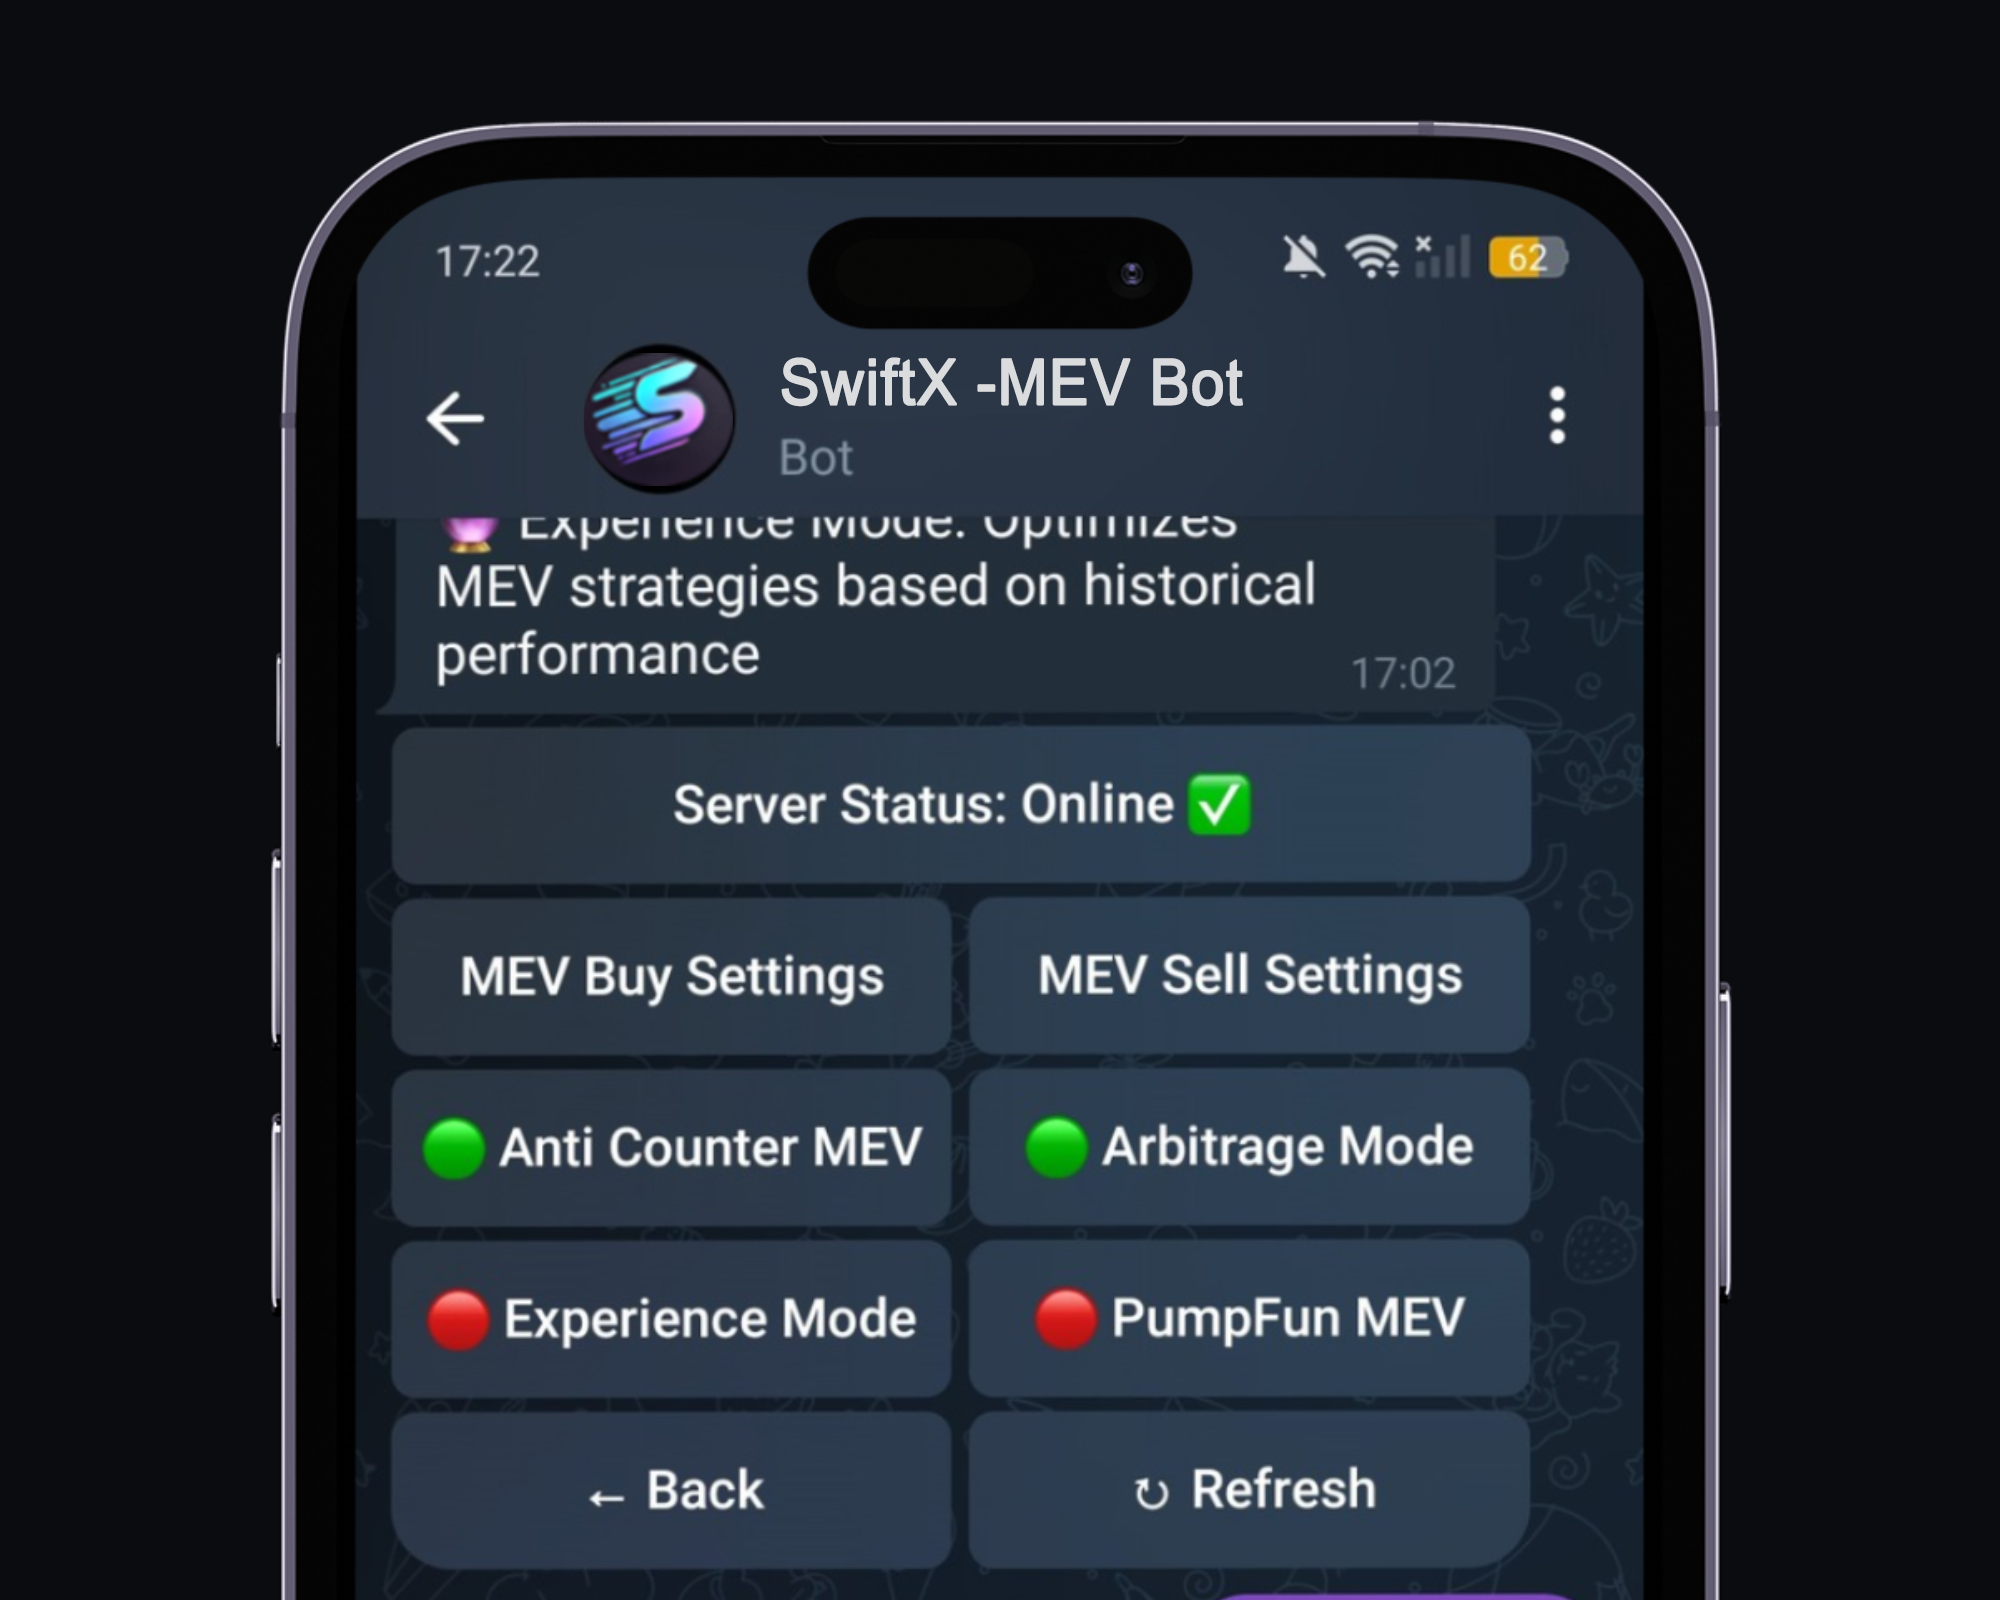 17:22
62
SwiftX -MEV Bot
Bot
Experience Mode: Optimizes
MEV strategies based on historical
performance
17:02
Server Status: Online ✅
MEV Buy Settings
MEV Sell Settings
🟢 Anti Counter MEV
🟢 Arbitrage Mode
🔴 Experience Mode
🔴 PumpFun MEV
← Back
↻ Refresh